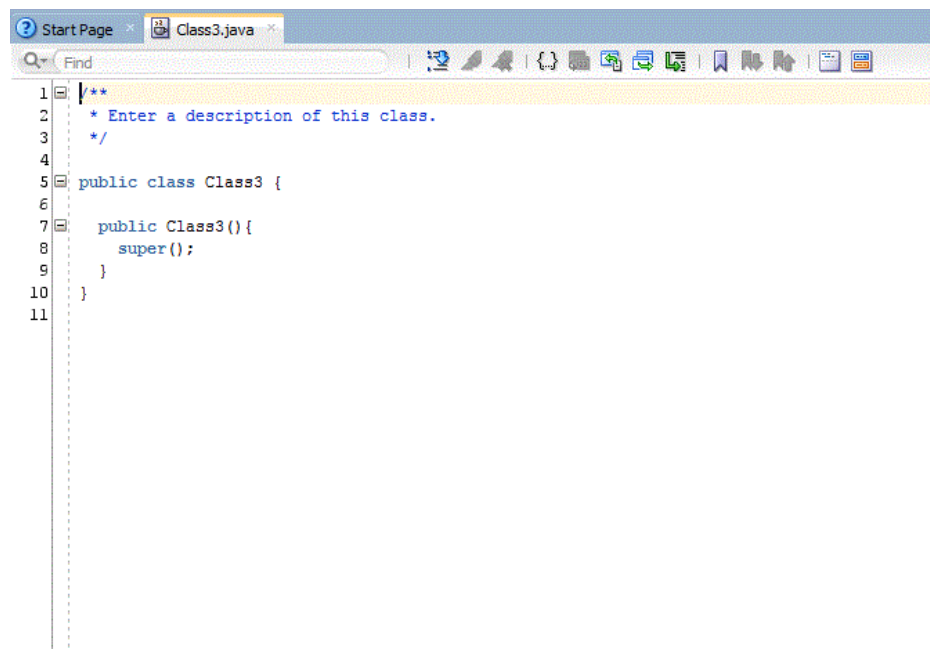 Start Page
Class3.java
Find
1 /**
2  * Enter a description of this class.
3  */
4
5 public class Class3 {
6
7   public Class3(){
8     super();
9   }
10 }
11